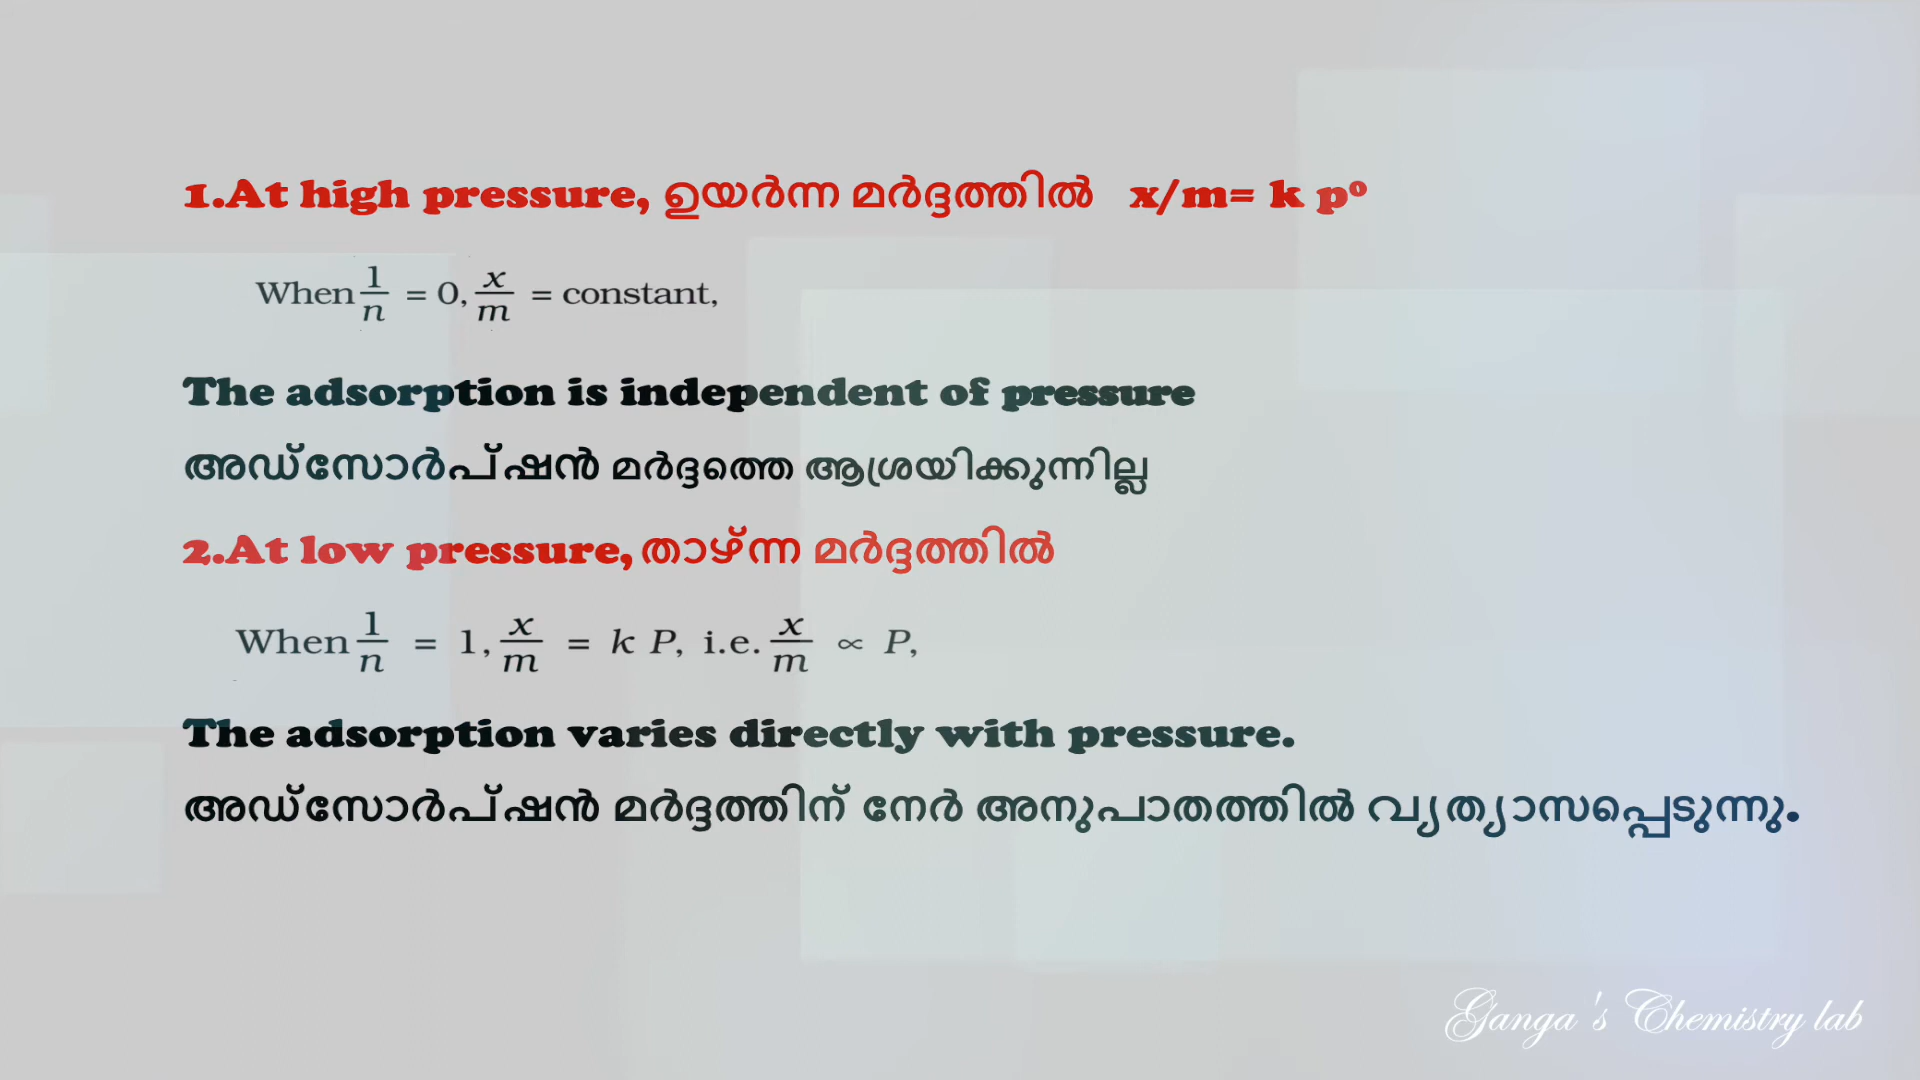 1.At high pressure, ഉയർന്ന മർദ്ദത്തിൽ x/m= k p⁰
When 1/n = 0, x/m = constant,
The adsorption is independent of pressure
അഡ്സോർപ്ഷൻ മർദ്ദത്തെ ആശ്രയിക്കുന്നില്ല
2.At low pressure,താഴ്ന്ന മർദ്ദത്തിൽ
When 1/n = 1, x/m = k P, i.e. x/m ∝ P,
The adsorption varies directly with pressure.
അഡ്സോർപ്ഷൻ മർദ്ദത്തിന് നേർ അനുപാതത്തിൽ വ്യത്യാസപ്പെടുന്നു.
Ganga's Chemistry lab